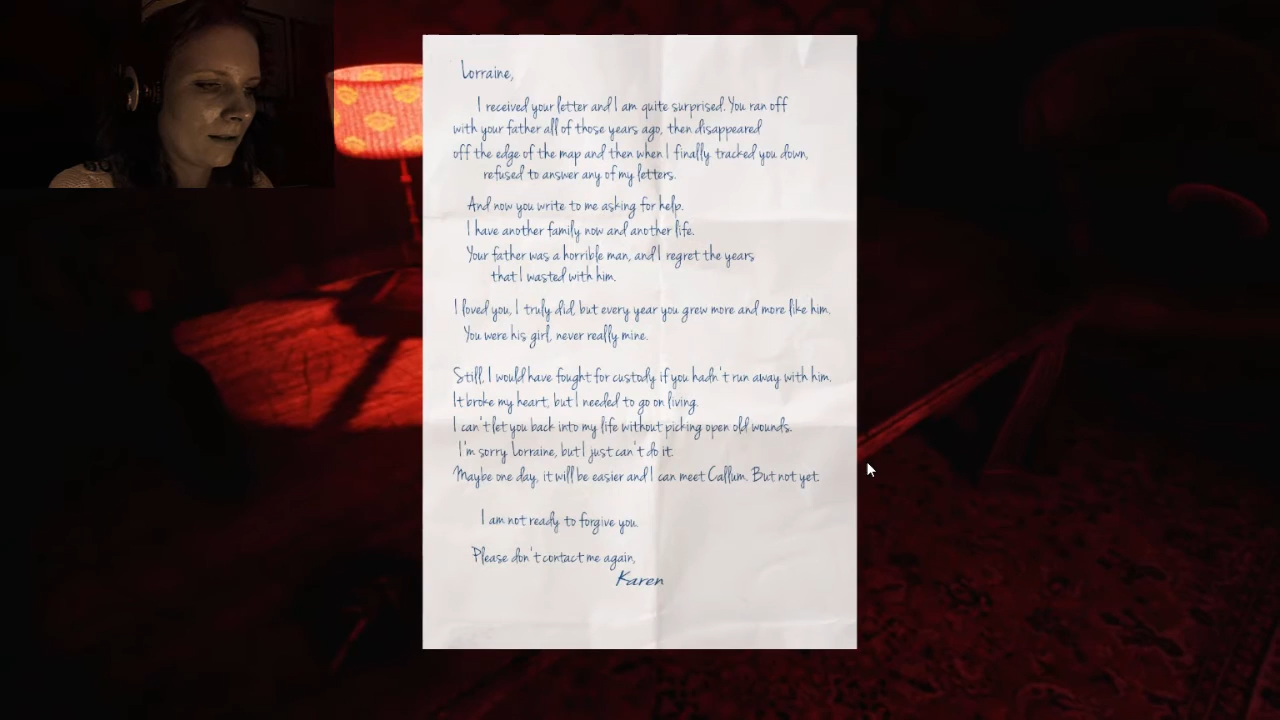 Lorraine,
I received your letter and I am quite surprised. You ran off
with your father all of those years ago, then disappeared
off the edge of the map and then when I finally tracked you down,
refused to answer any of my letters.
And now you write to me asking for help.
I have another family now and another life.
Your father was a horrible man, and I regret the years
that I wasted with him.
I loved you, I truly did, but every year you grew more and more like him.
You were his girl, never really mine.
Still, I would have fought for custody if you hadn't run away with him.
It broke my heart, but I needed to go on living.
I can't let you back into my life without picking open old wounds.
I'm sorry Lorraine, but I just can't do it.
Maybe one day, it will be easier and I can meet Callum. But not yet.
I am not ready to forgive you.
Please don't contact me again,
Karen